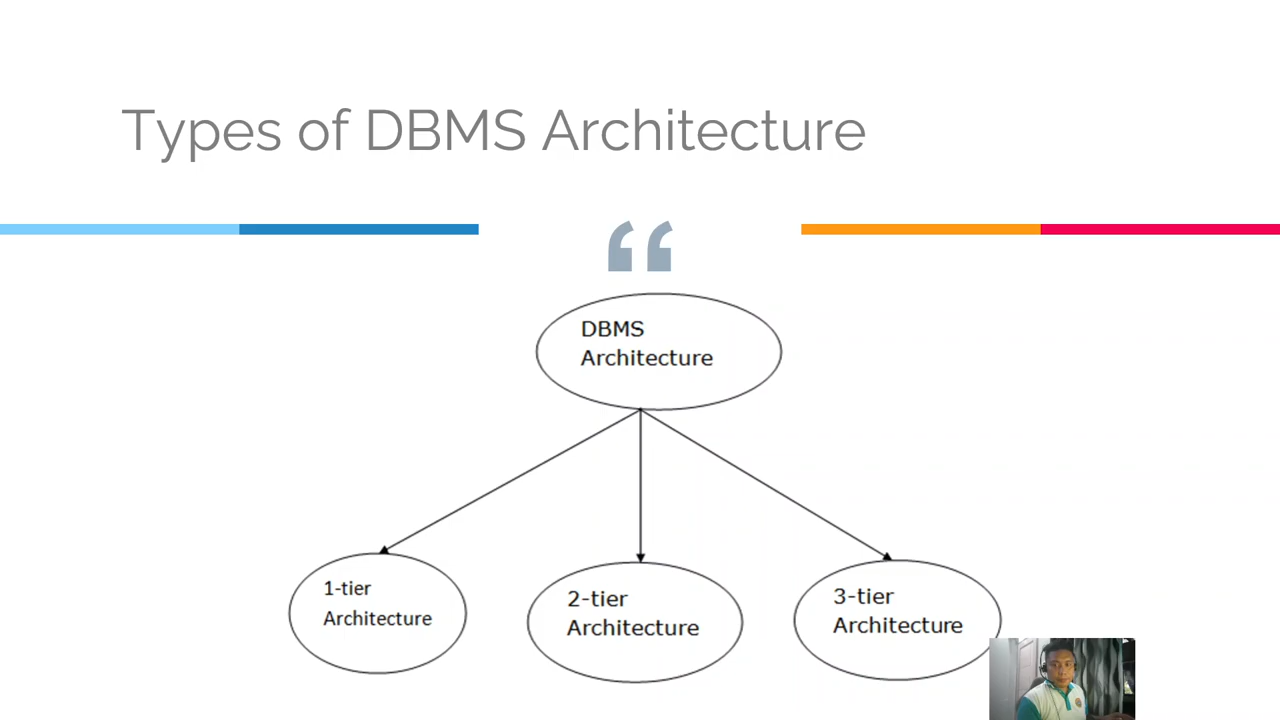 Types of DBMS Architecture
“
DBMS
Architecture
1-tier
Architecture
2-tier
Architecture
3-tier
Architecture